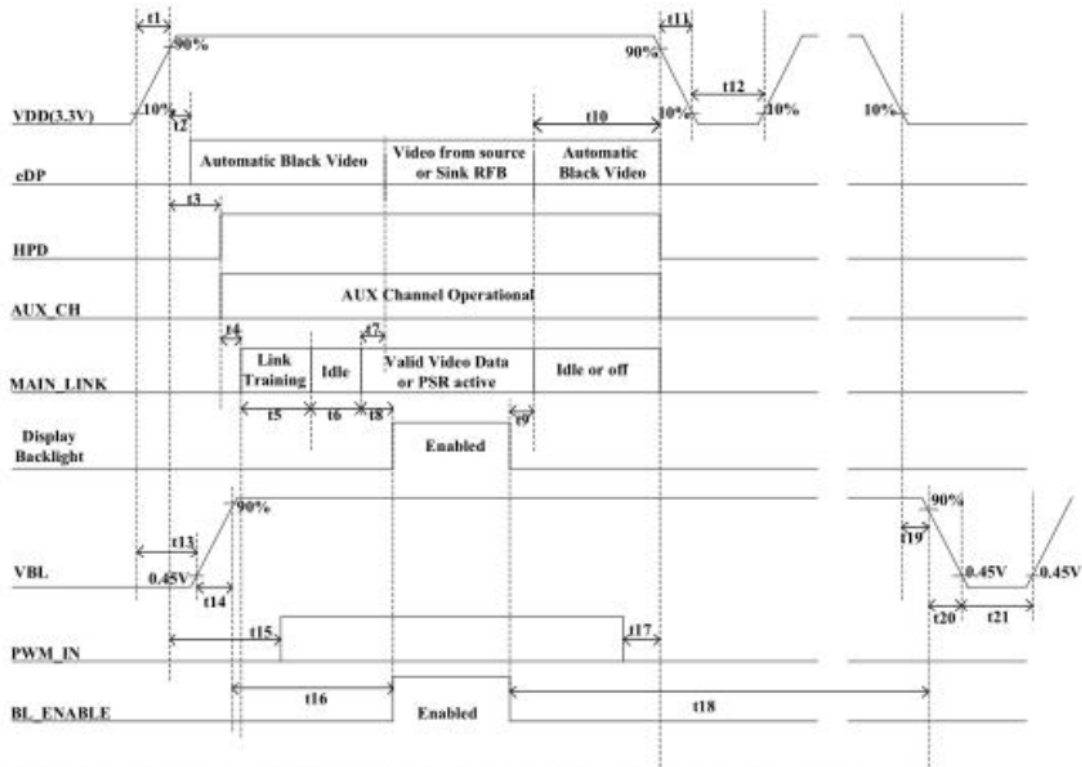 t1
t11
90%
90%
t12
10%
10%
10%
10%
VDD(3.3V)
t2
t10
Automatic Black Video
Video from source
or Sink RFB
Automatic
Black Video
eDP
t3
HPD
AUX Channel Operational
AUX_CH
t4
t7
Link
Training
Idle
Valid Video Data
or PSR active
Idle or off
MAIN_LINK
t5
t6
t8
t9
Display
Backlight
Enabled
90%
90%
t13
t19
VBL
0.45V
0.45V
0.45V
t14
t20
t21
t15
t17
PWM_IN
t16
t18
BL_ENABLE
Enabled